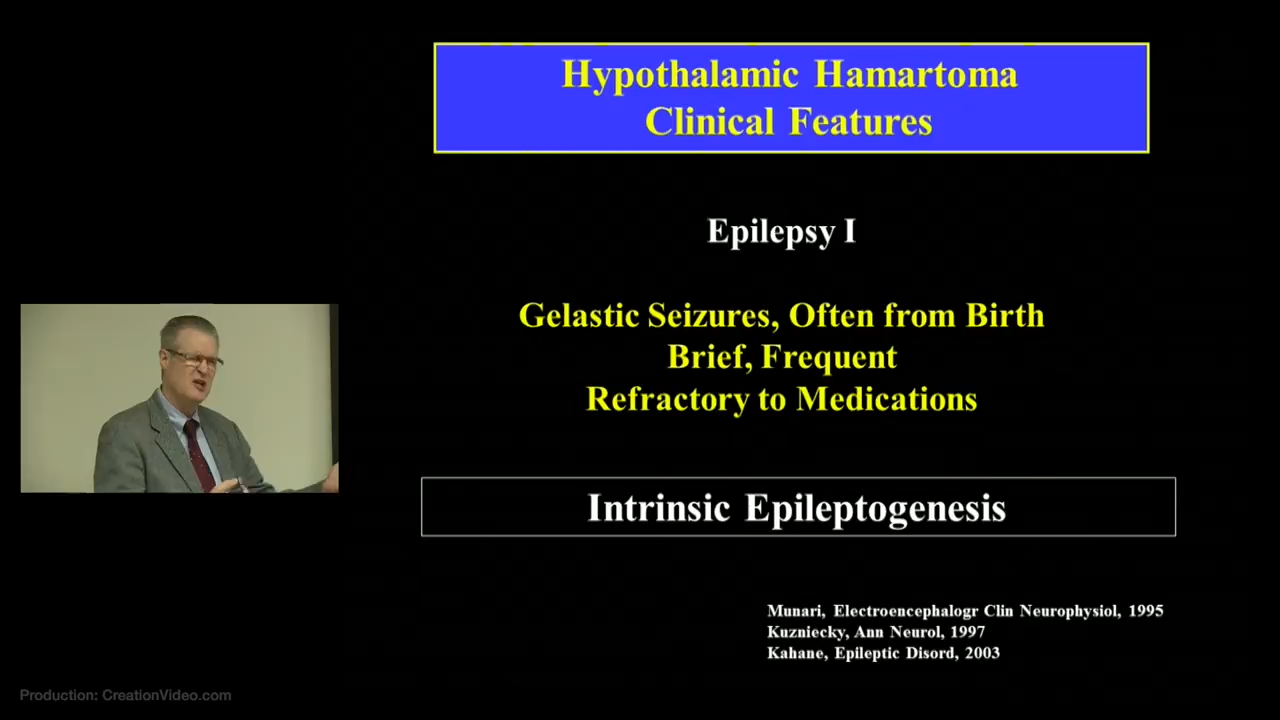 Hypothalamic Hamartoma
Clinical Features
Epilepsy I
Gelastic Seizures, Often from Birth
Brief, Frequent
Refractory to Medications
Intrinsic Epileptogenesis
Munari, Electroencephalogr Clin Neurophysiol, 1995
Kuzniecky, Ann Neurol, 1997
Kahane, Epileptic Disord, 2003
Production: CreationVideo.com